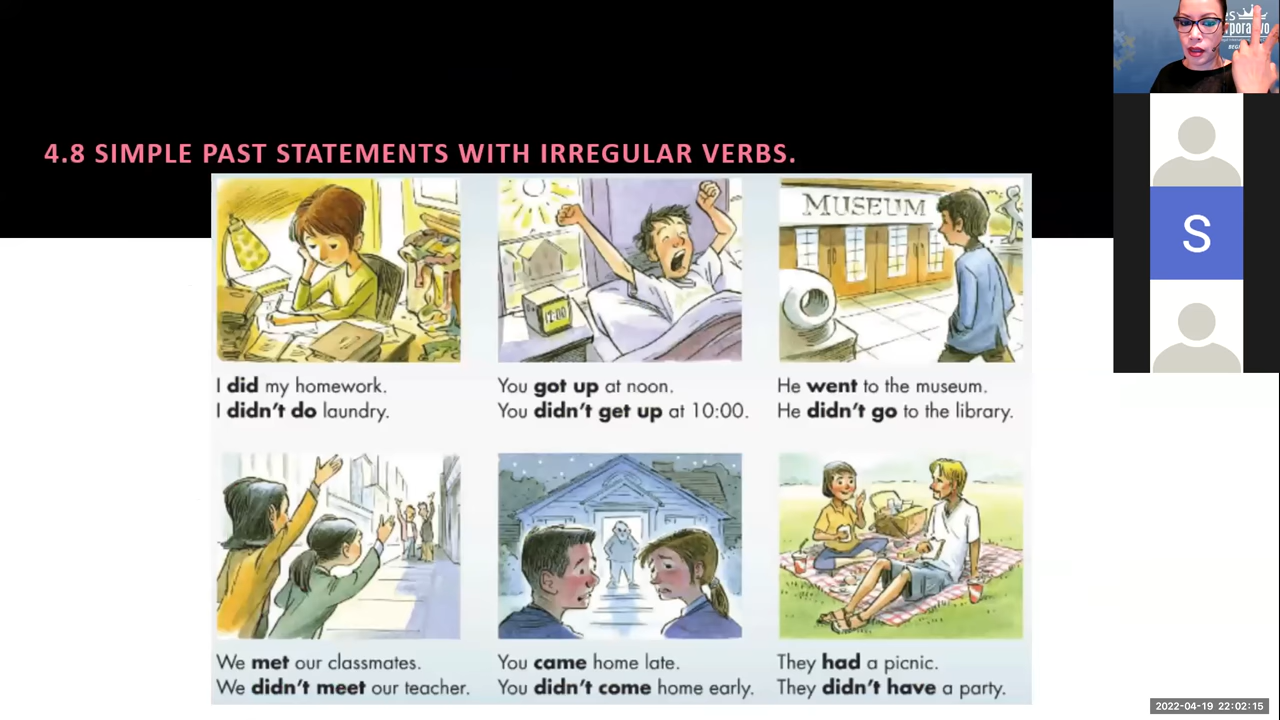 4.8 SIMPLE PAST STATEMENTS WITH IRREGULAR VERBS.
MUSEUM
12:00
I did my homework.
I didn't do laundry.
You got up at noon.
You didn't get up at 10:00.
He went to the museum.
He didn't go to the library.
We met our classmates.
We didn't meet our teacher.
You came home late.
You didn't come home early.
They had a picnic.
They didn't have a party.
S
2022-04-19 22:02:15